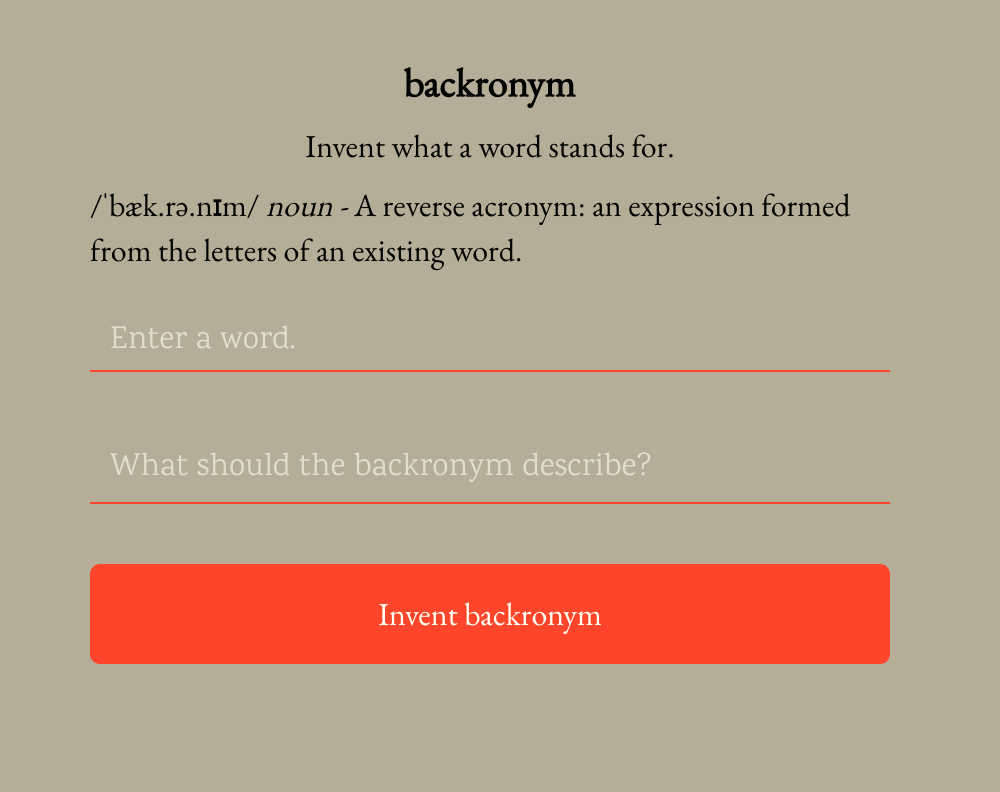 backronym
Invent what a word stands for.
/ˈbæk.rə.nɪm/ noun - A reverse acronym: an expression formed
from the letters of an existing word.
Enter a word.
What should the backronym describe?
Invent backronym